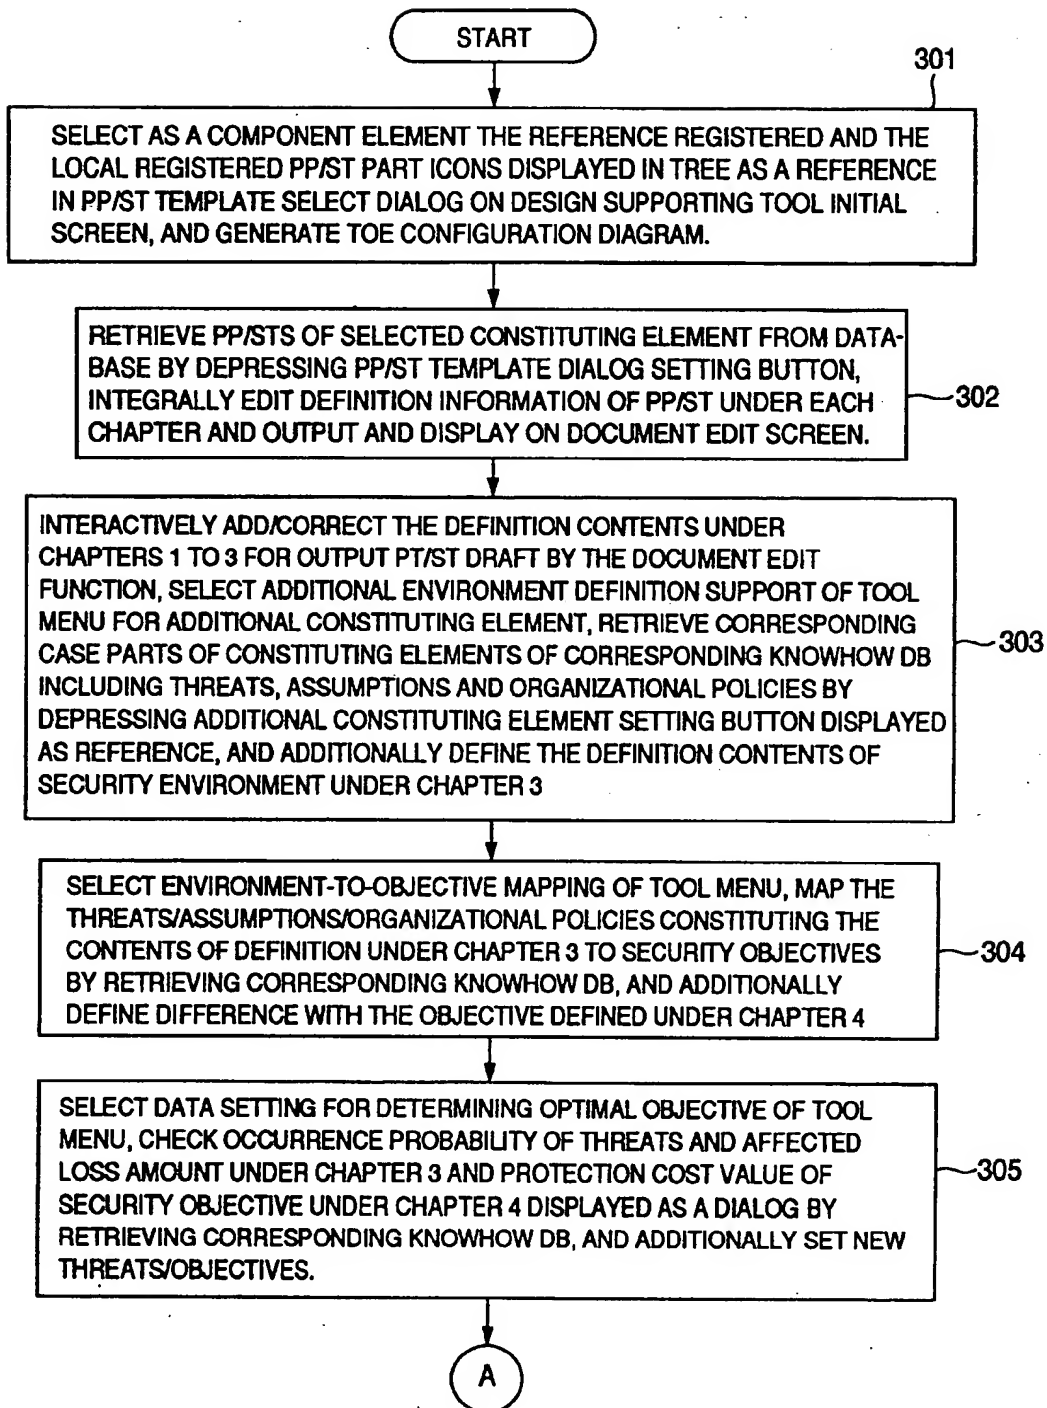 START
301
SELECT AS A COMPONENT ELEMENT THE REFERENCE REGISTERED AND THE
LOCAL REGISTERED PP/ST PART ICONS DISPLAYED IN TREE AS A REFERENCE
IN PP/ST TEMPLATE SELECT DIALOG ON DESIGN SUPPORTING TOOL INITIAL
SCREEN, AND GENERATE TOE CONFIGURATION DIAGRAM.
RETRIEVE PP/STS OF SELECTED CONSTITUTING ELEMENT FROM DATA-
BASE BY DEPRESSING PP/ST TEMPLATE DIALOG SETTING BUTTON,
INTEGRALLY EDIT DEFINITION INFORMATION OF PP/ST UNDER EACH
CHAPTER AND OUTPUT AND DISPLAY ON DOCUMENT EDIT SCREEN.
302
INTERACTIVELY ADD/CORRECT THE DEFINITION CONTENTS UNDER
CHAPTERS 1 TO 3 FOR OUTPUT PT/ST DRAFT BY THE DOCUMENT EDIT
FUNCTION, SELECT ADDITIONAL ENVIRONMENT DEFINITION SUPPORT OF TOOL
MENU FOR ADDITIONAL CONSTITUTING ELEMENT, RETRIEVE CORRESPONDING
CASE PARTS OF CONSTITUTING ELEMENTS OF CORRESPONDING KNOWHOW DB
INCLUDING THREATS, ASSUMPTIONS AND ORGANIZATIONAL POLICIES BY
DEPRESSING ADDITIONAL CONSTITUTING ELEMENT SETTING BUTTON DISPLAYED
AS REFERENCE, AND ADDITIONALLY DEFINE THE DEFINITION CONTENTS OF
SECURITY ENVIRONMENT UNDER CHAPTER 3
303
SELECT ENVIRONMENT-TO-OBJECTIVE MAPPING OF TOOL MENU, MAP THE
THREATS/ASSUMPTIONS/ORGANIZATIONAL POLICIES CONSTITUTING THE
CONTENTS OF DEFINITION UNDER CHAPTER 3 TO SECURITY OBJECTIVES
BY RETRIEVING CORRESPONDING KNOWHOW DB, AND ADDITIONALLY
DEFINE DIFFERENCE WITH THE OBJECTIVE DEFINED UNDER CHAPTER 4
304
SELECT DATA SETTING FOR DETERMINING OPTIMAL OBJECTIVE OF TOOL
MENU, CHECK OCCURRENCE PROBABILITY OF THREATS AND AFFECTED
LOSS AMOUNT UNDER CHAPTER 3 AND PROTECTION COST VALUE OF
SECURITY OBJECTIVE UNDER CHAPTER 4 DISPLAYED AS A DIALOG BY
RETRIEVING CORRESPONDING KNOWHOW DB, AND ADDITIONALLY SET NEW
THREATS/OBJECTIVES.
305
A